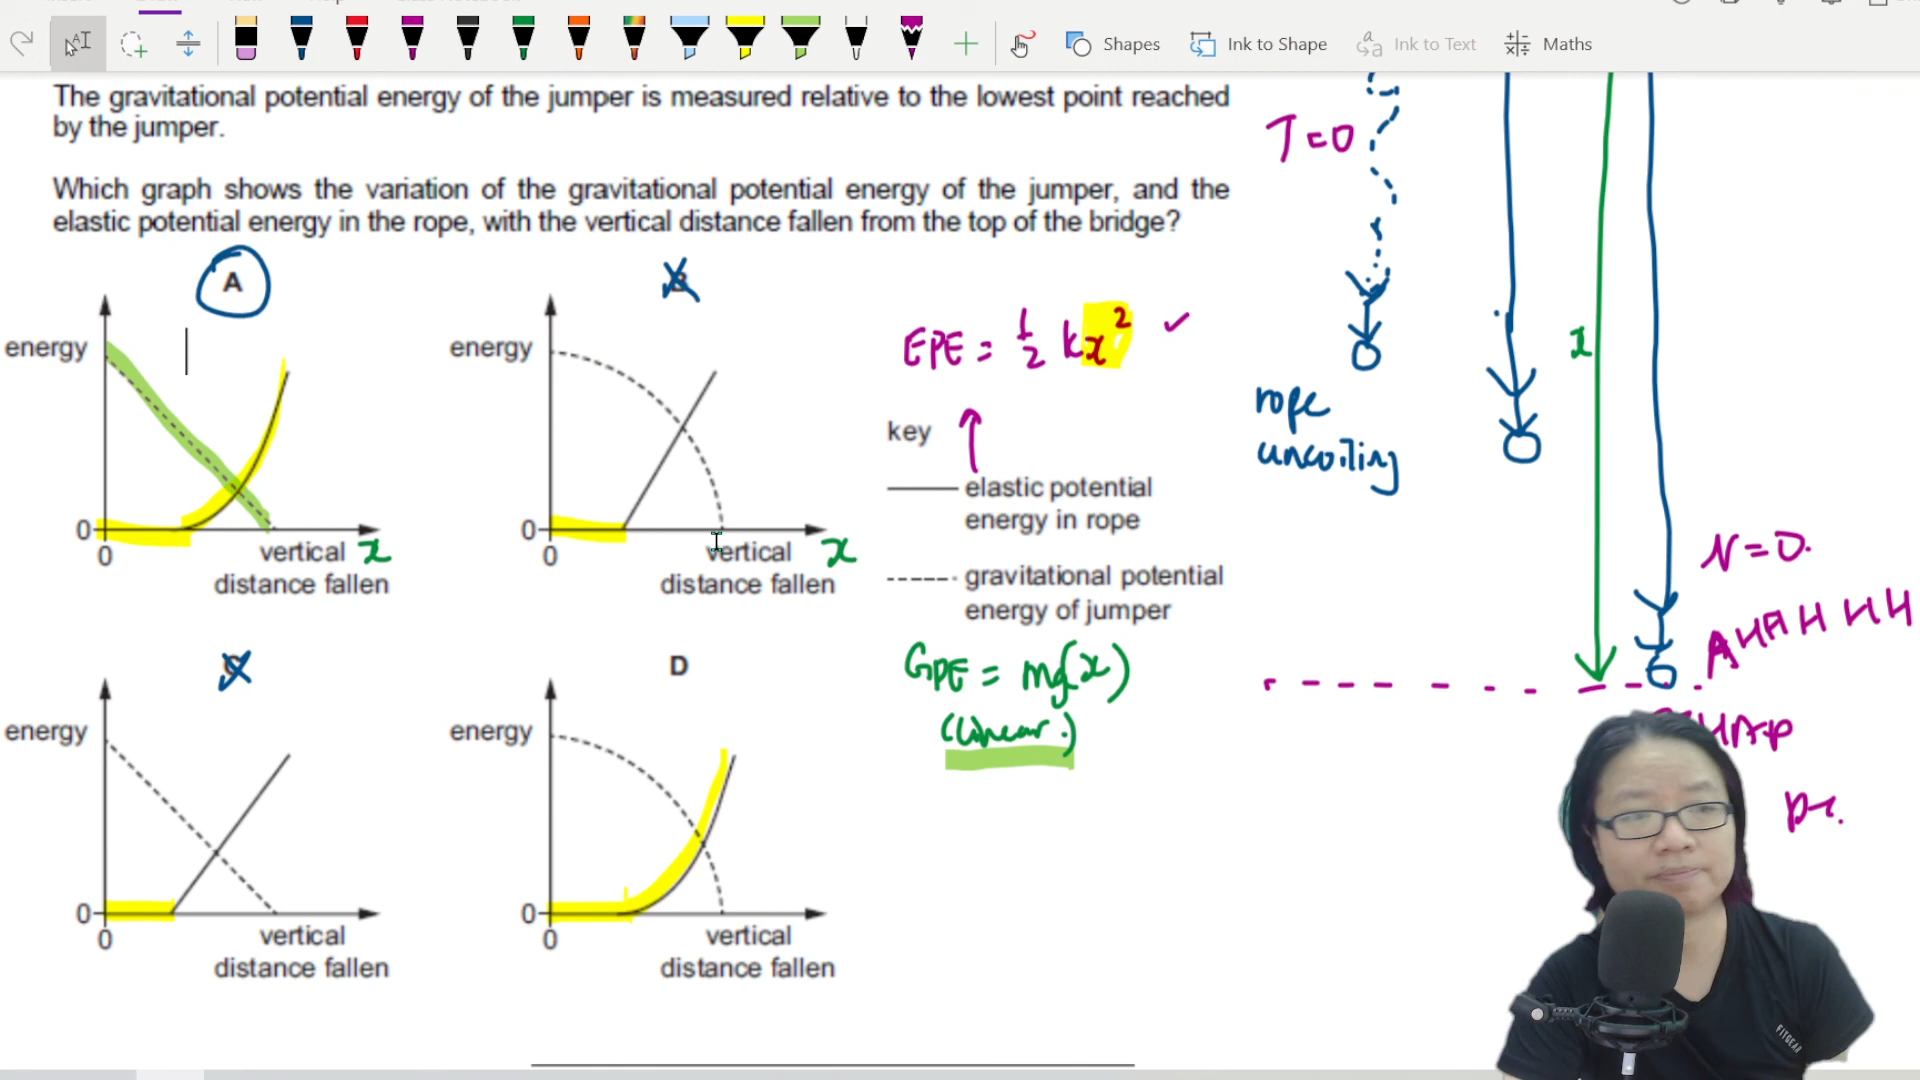 Shapes
Ink to Shape
Ink to Text
Maths
The gravitational potential energy of the jumper is measured relative to the lowest point reached
by the jumper.
Which graph shows the variation of the gravitational potential energy of the jumper, and the
elastic potential energy in the rope, with the vertical distance fallen from the top of the bridge?
A
energy
0
0
vertical x
distance fallen
B
energy
0
0
vertical x
distance fallen
C
energy
0
0
vertical
distance fallen
D
energy
0
0
vertical
distance fallen
EPE = ½ kx² ✓
key
elastic potential
energy in rope
gravitational potential
energy of jumper
GPE = mg(x)
(linear.)
T=0
rope
uncoiling
x
v=0.
AHAHHHH
FITGEAR